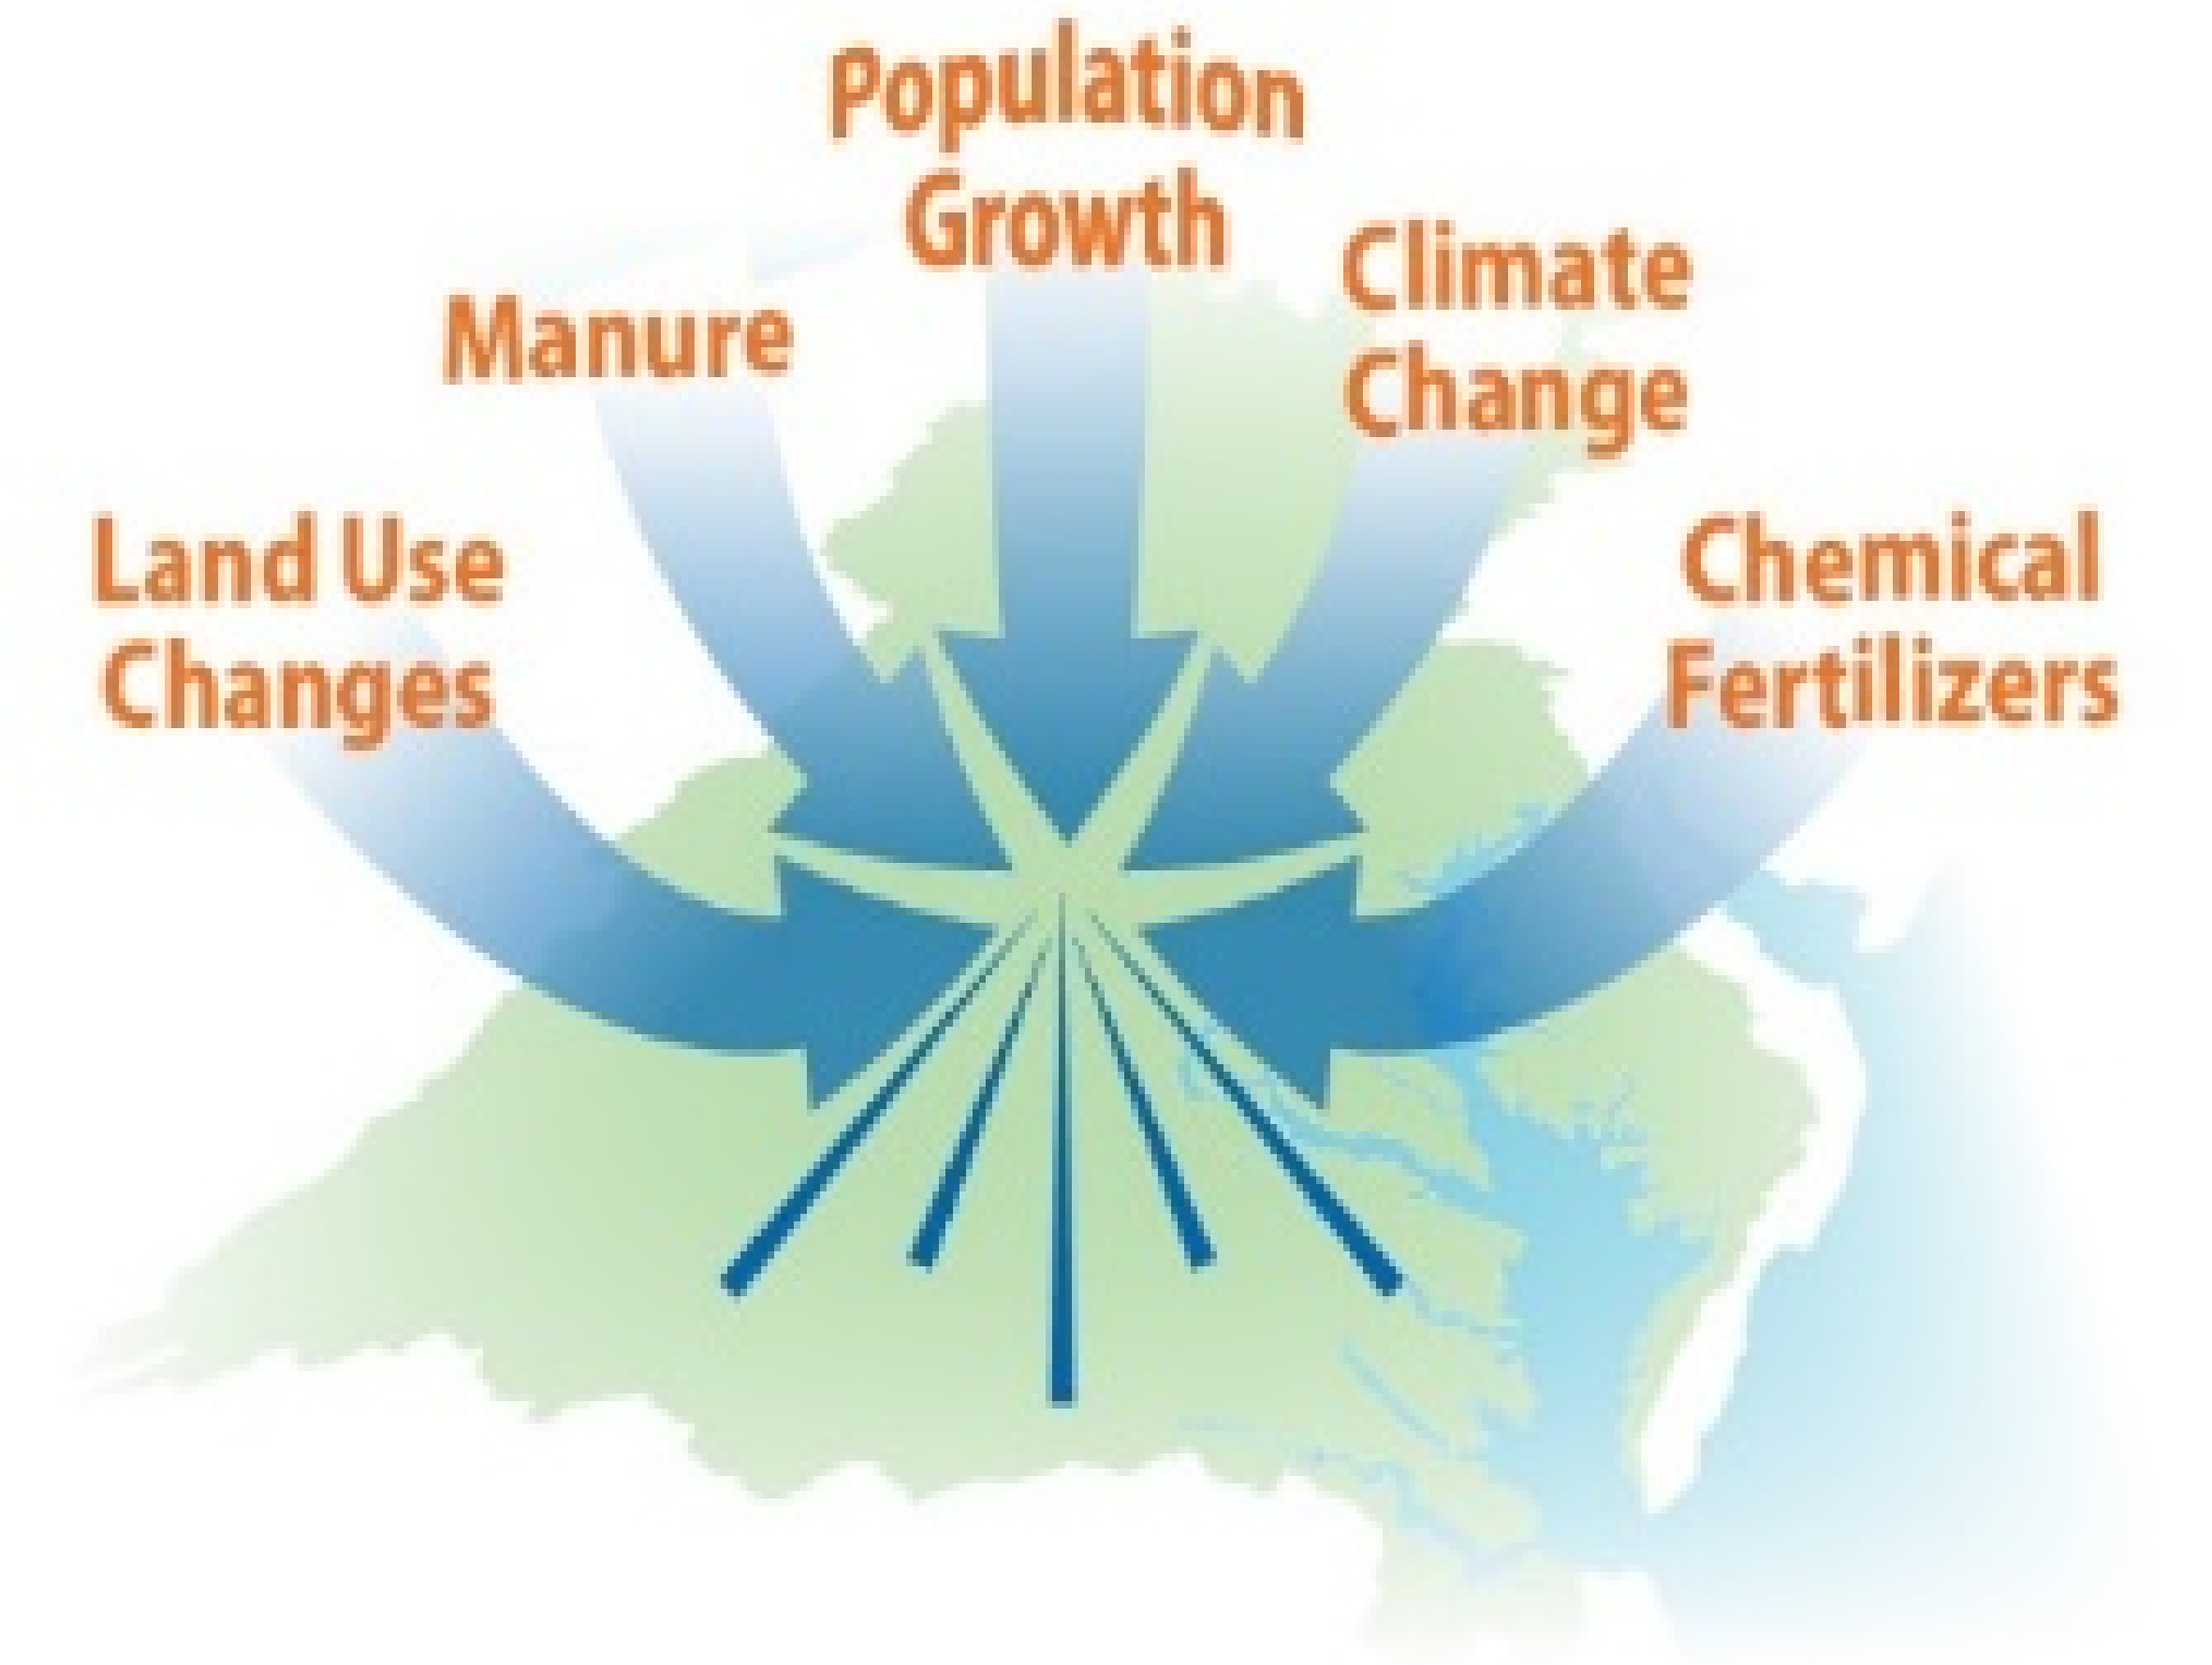 Population
Growth
Climate
Change
Manure
Land Use
Changes
Chemical
Fertilizers